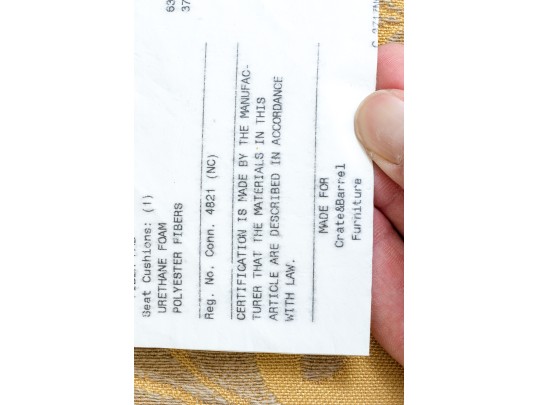 Seat Cushions: (1)
URETHANE FOAM
POLYESTER FIBERS
Reg. No. Conn. 4821 (NC)
CERTIFICATION IS MADE BY THE MANUFAC-
TURER THAT THE MATERIALS IN THIS
ARTICLE ARE DESCRIBED IN ACCORDANCE
WITH LAW.
MADE FOR
Crate&Barrel
Furniture